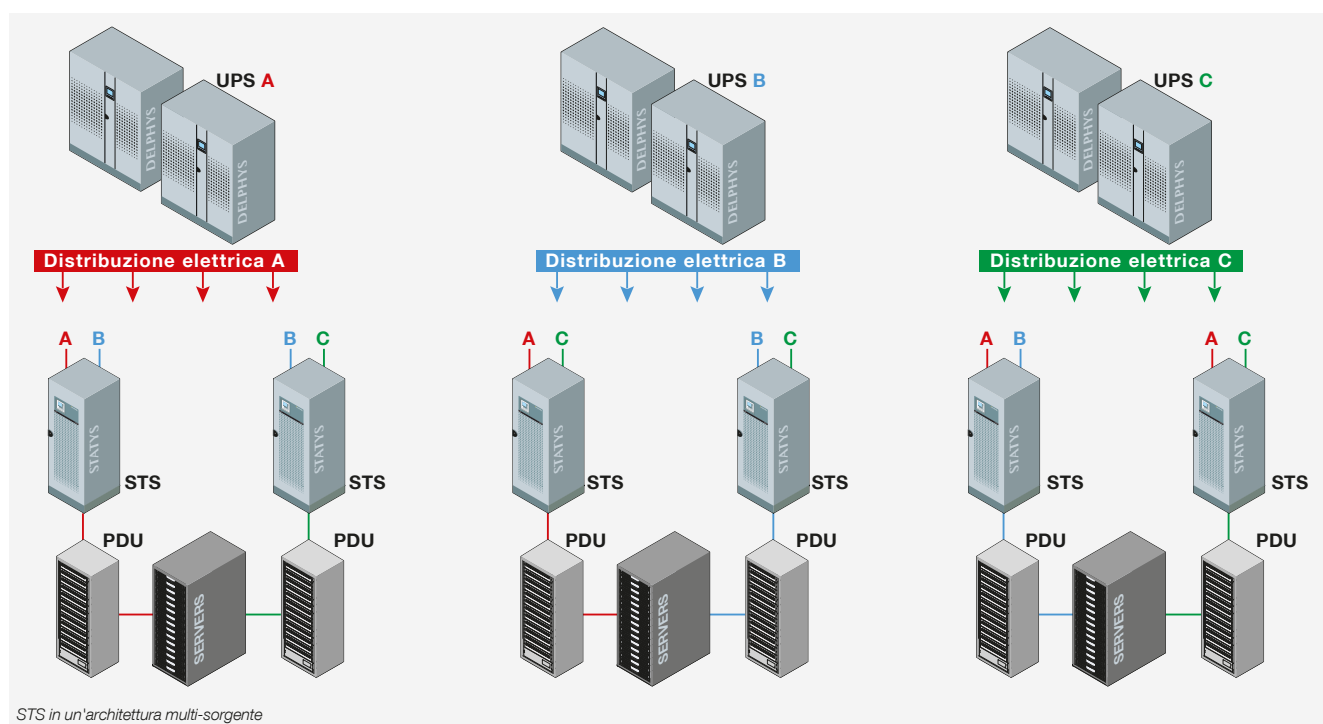 UPS A
UPS B
UPS C
DELPHYS
DELPHYS
DELPHYS
DELPHYS
DELPHYS
DELPHYS
Distribuzione elettrica A
Distribuzione elettrica B
Distribuzione elettrica C
A B
B C
A C
B C
A B
A C
STATYS
STATYS
STATYS
STATYS
STATYS
STATYS
STS
STS
STS
STS
STS
STS
PDU
PDU
PDU
PDU
PDU
PDU
SERVERS
SERVERS
SERVERS
STS in un'architettura multi-sorgente